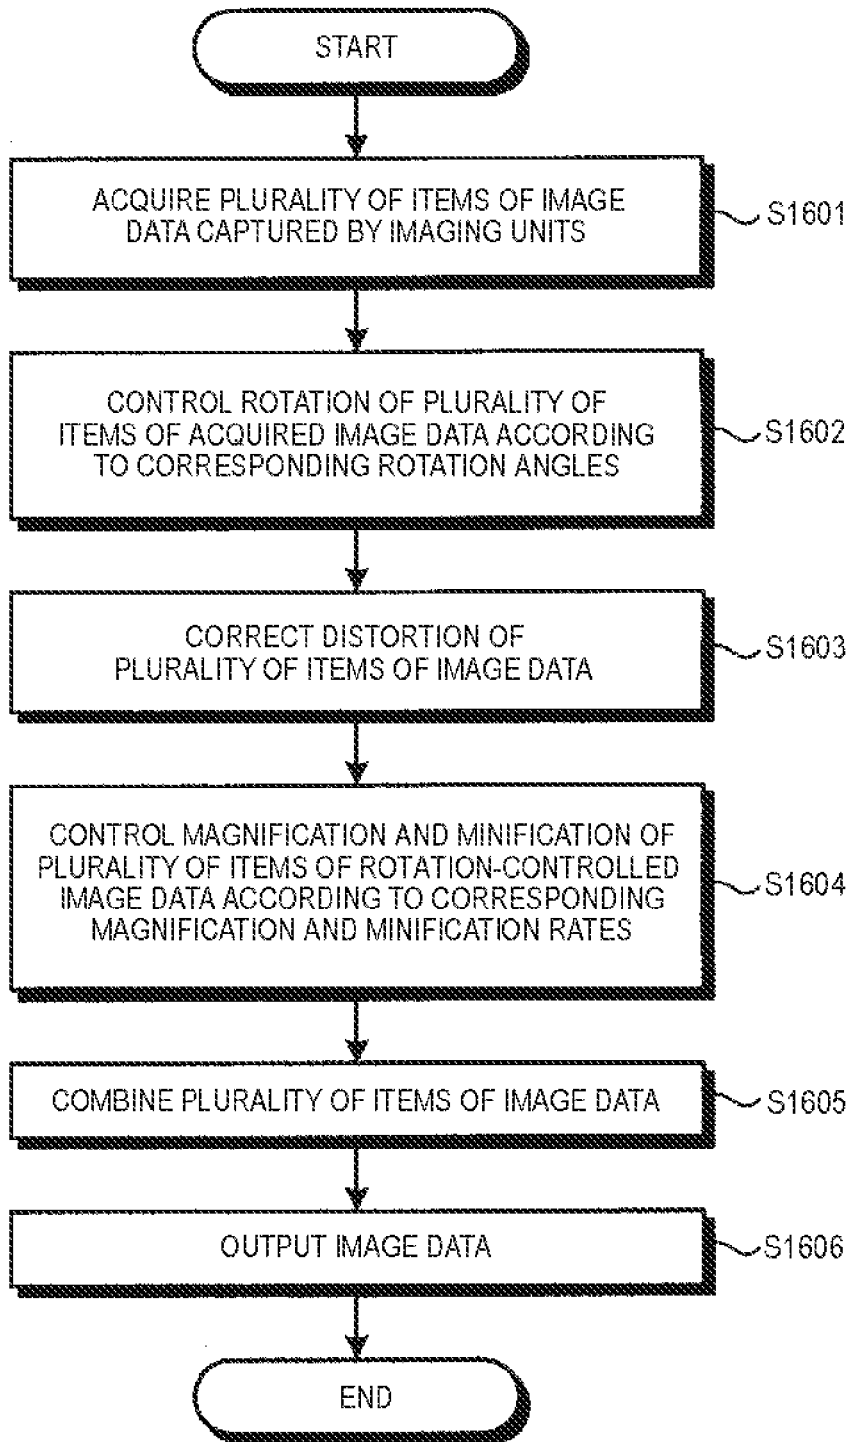 START
ACQUIRE PLURALITY OF ITEMS OF IMAGE
DATA CAPTURED BY IMAGING UNITS
S1601
CONTROL ROTATION OF PLURALITY OF
ITEMS OF ACQUIRED IMAGE DATA ACCORDING
TO CORRESPONDING ROTATION ANGLES
S1602
CORRECT DISTORTION OF
PLURALITY OF ITEMS OF IMAGE DATA
S1603
CONTROL MAGNIFICATION AND MINIFICATION OF
PLURALITY OF ITEMS OF ROTATION-CONTROLLED
IMAGE DATA ACCORDING TO CORRESPONDING
MAGNIFICATION AND MINIFICATION RATES
S1604
COMBINE PLURALITY OF ITEMS OF IMAGE DATA
S1605
OUTPUT IMAGE DATA
S1606
END